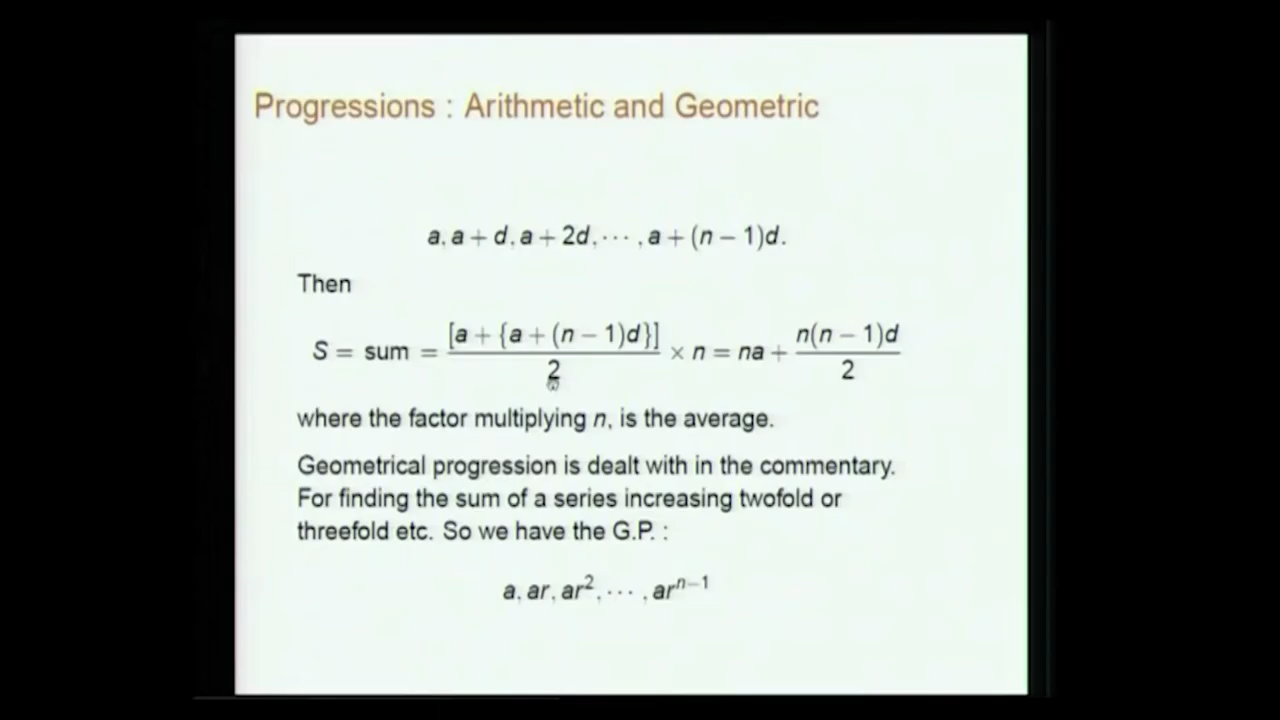 Progressions : Arithmetic and Geometric
a, a + d, a + 2d, ⋯ , a + (n − 1)d.
Then
S = sum = [a + {a + (n − 1)d}] / 2 × n = na + n(n − 1)d / 2
where the factor multiplying n, is the average.
Geometrical progression is dealt with in the commentary.
For finding the sum of a series increasing twofold or
threefold etc. So we have the G.P. :
a, ar, ar², ⋯ , arⁿ⁻¹